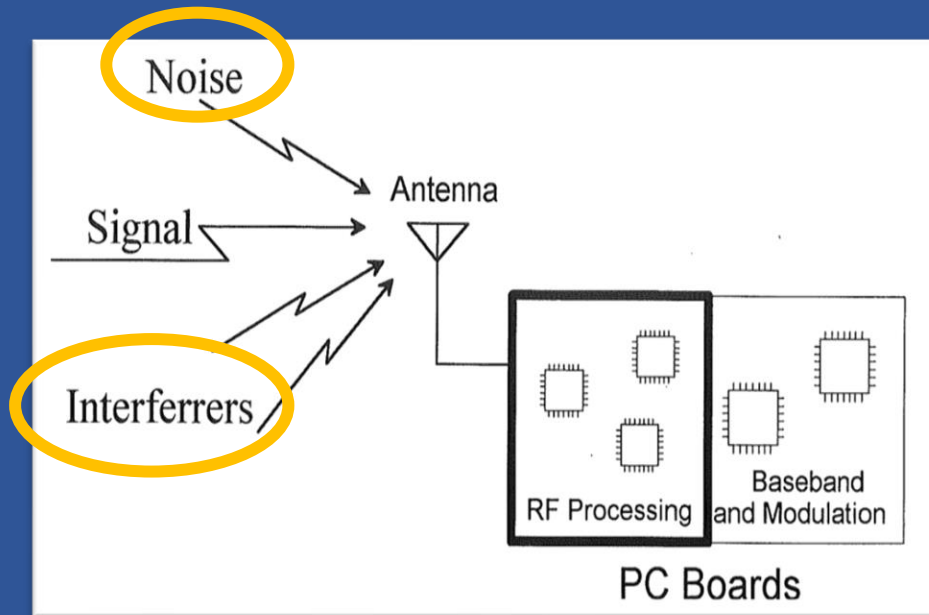 Noise
Antenna
Signal
Interferrers
RF Processing
Baseband
and Modulation
PC Boards